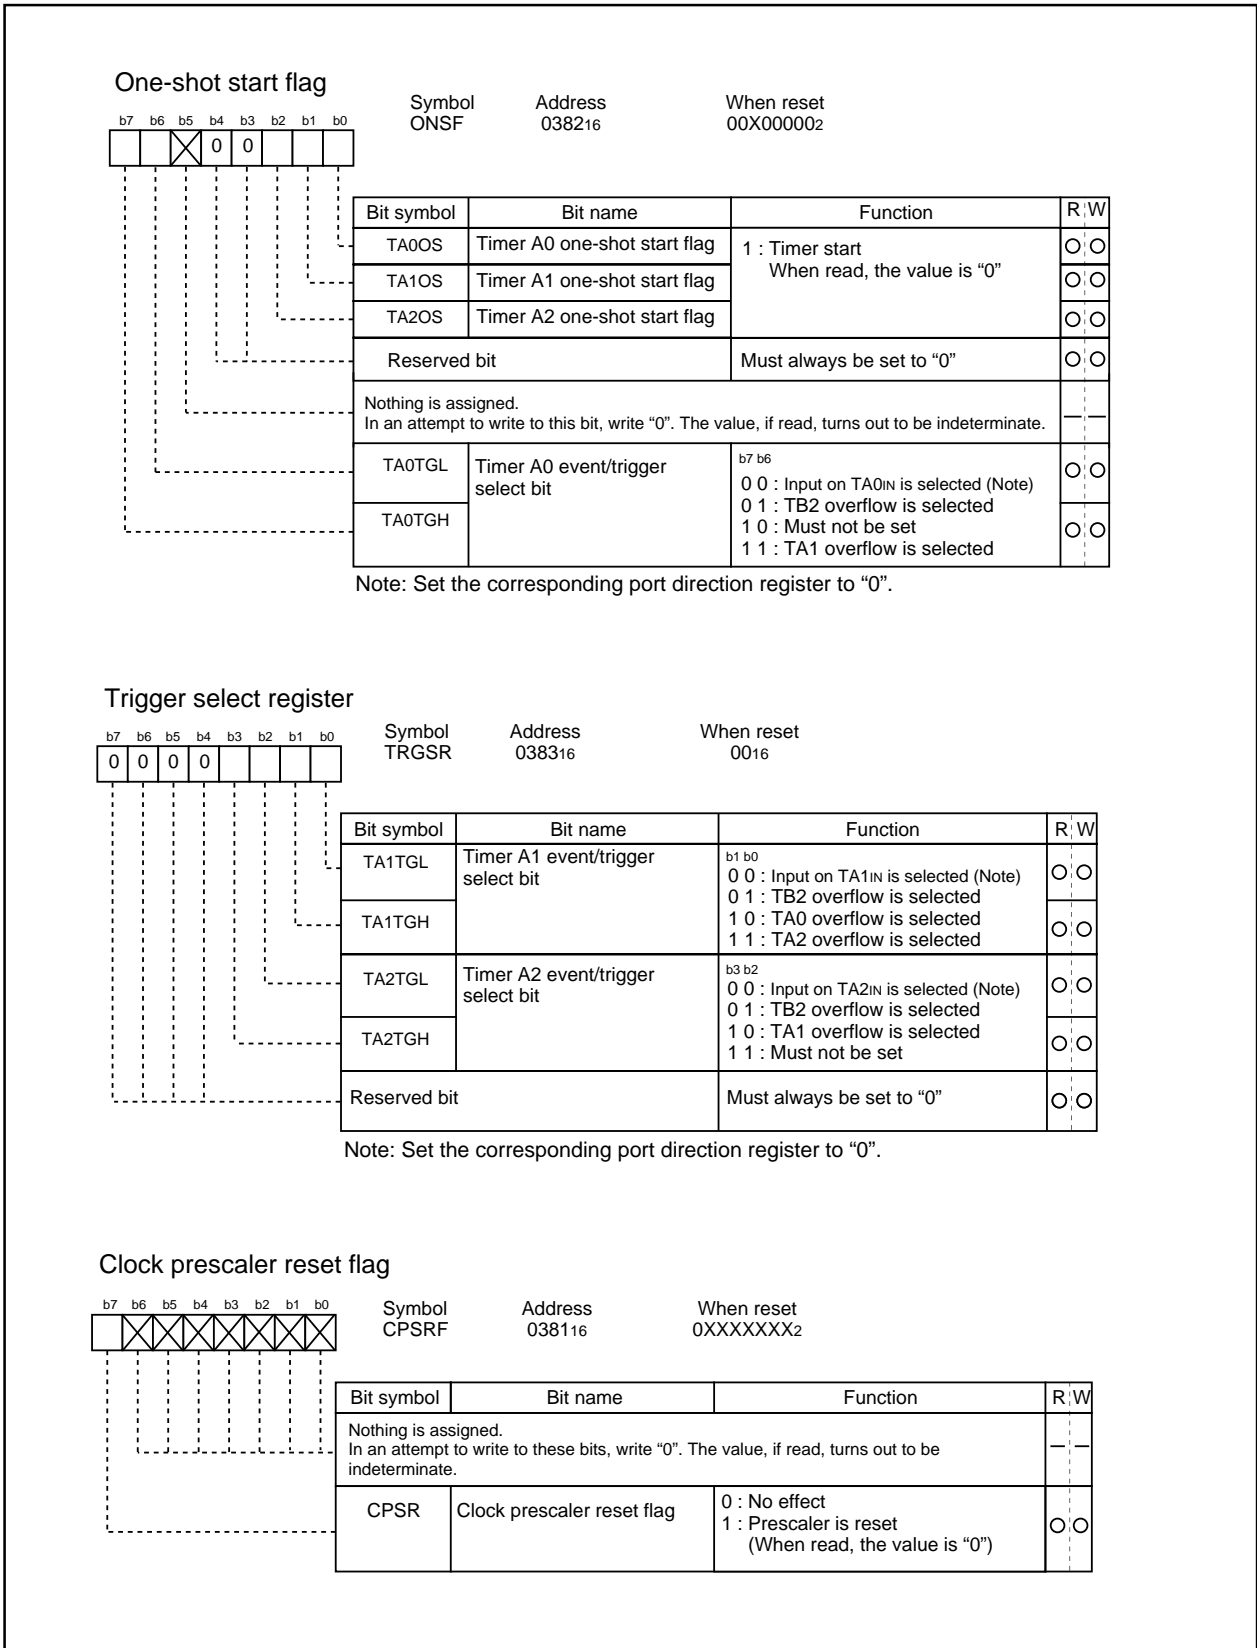 One-shot start flag
Symbol Address When reset
ONSF 038216 00X000002
b7 b6 b5 b4 b3 b2 b1 b0
0 0
Bit symbol Bit name Function R W
TA0OS Timer A0 one-shot start flag 1 : Timer start
When read, the value is “0”
TA1OS Timer A1 one-shot start flag
TA2OS Timer A2 one-shot start flag
Reserved bit Must always be set to “0”
Nothing is assigned.
In an attempt to write to this bit, write “0”. The value, if read, turns out to be indeterminate.
TA0TGL Timer A0 event/trigger b7 b6
select bit 0 0 : Input on TA0IN is selected (Note)
0 1 : TB2 overflow is selected
TA0TGH 1 0 : Must not be set
1 1 : TA1 overflow is selected
Note: Set the corresponding port direction register to “0”.
Trigger select register
Symbol Address When reset
TRGSR 038316 0016
b7 b6 b5 b4 b3 b2 b1 b0
0 0 0 0
Bit symbol Bit name Function R W
TA1TGL Timer A1 event/trigger b1 b0
select bit 0 0 : Input on TA1IN is selected (Note)
0 1 : TB2 overflow is selected
TA1TGH 1 0 : TA0 overflow is selected
1 1 : TA2 overflow is selected
TA2TGL Timer A2 event/trigger b3 b2
select bit 0 0 : Input on TA2IN is selected (Note)
0 1 : TB2 overflow is selected
TA2TGH 1 0 : TA1 overflow is selected
1 1 : Must not be set
Reserved bit Must always be set to “0”
Note: Set the corresponding port direction register to “0”.
Clock prescaler reset flag
b7 b6 b5 b4 b3 b2 b1 b0
Symbol Address When reset
CPSRF 038116 0XXXXXXX2
Bit symbol Bit name Function R W
Nothing is assigned.
In an attempt to write to these bits, write “0”. The value, if read, turns out to be
indeterminate.
CPSR Clock prescaler reset flag 0 : No effect
1 : Prescaler is reset
(When read, the value is “0”)